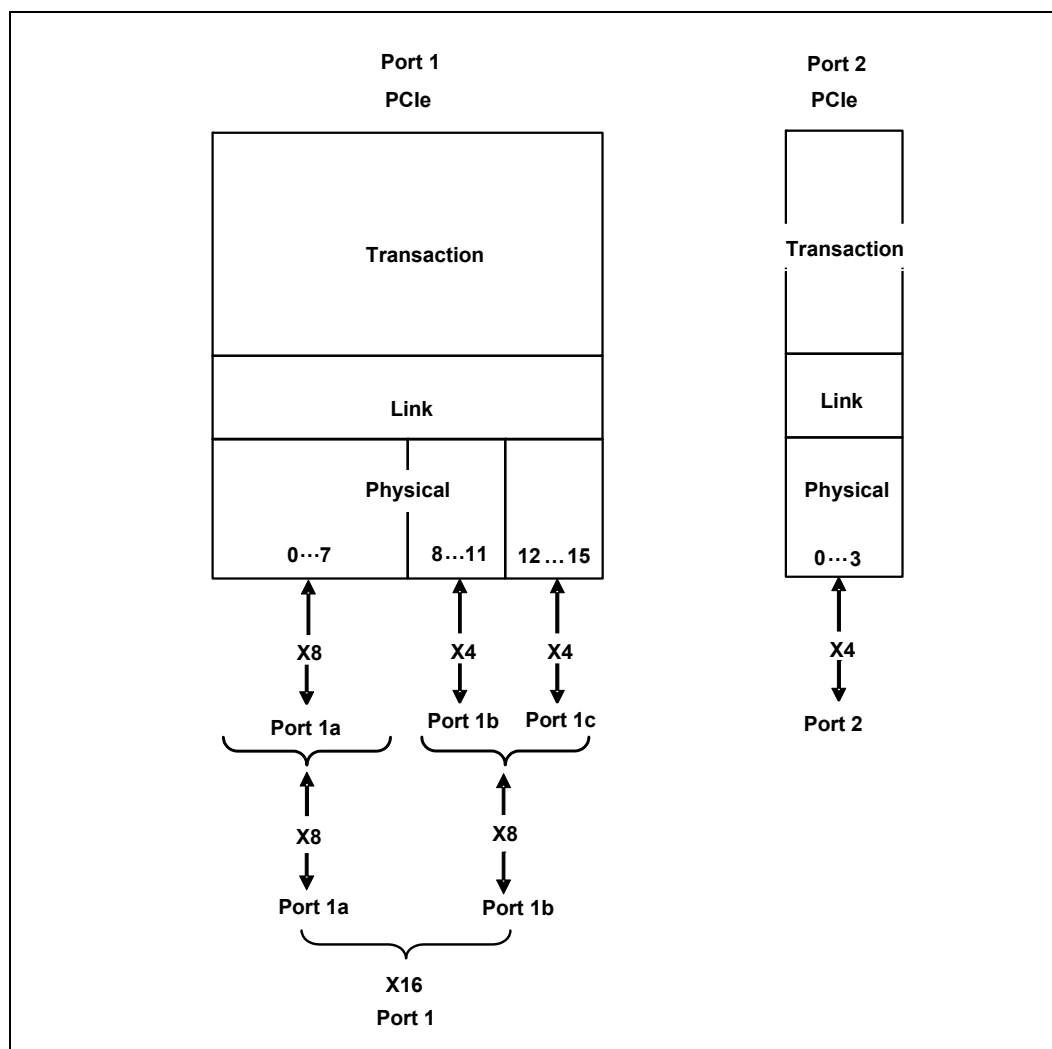 Port 1
PCIe
Transaction
Link
Physical
0...7
8...11
12...15
X8
X4
X4
Port 1a
Port 1b
Port 1c
X8
X8
Port 1a
Port 1b
X16
Port 1
Port 2
PCIe
Transaction
Link
Physical
0...3
X4
Port 2